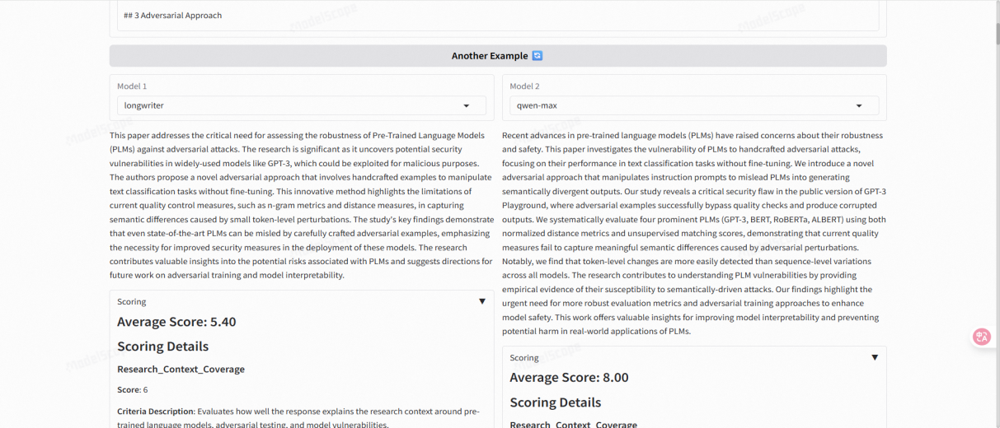 ## 3 Adversarial Approach
Another Example
Model 1
longwriter
This paper addresses the critical need for assessing the robustness of Pre-Trained Language Models
(PLMs) against adversarial attacks. The research is significant as it uncovers potential security
vulnerabilities in widely-used models like GPT-3, which could be exploited for malicious purposes.
The authors propose a novel adversarial approach that involves handcrafted examples to manipulate
text classification tasks without fine-tuning. This innovative method highlights the limitations of
current quality control measures, such as n-gram metrics and distance measures, in capturing
semantic differences caused by small token-level perturbations. The study's key findings demonstrate
that even state-of-the-art PLMs can be misled by carefully crafted adversarial examples, emphasizing
the necessity for improved security measures in the deployment of these models. The research
contributes valuable insights into the potential risks associated with PLMs and suggests directions for
future work on adversarial training and model interpretability.
Scoring
Average Score: 5.40
Scoring Details
Research_Context_Coverage
Score: 6
Criteria Description: Evaluates how well the response explains the research context around pre-
trained language models, adversarial testing, and model vulnerabilities.
Model 2
qwen-max
Recent advances in pre-trained language models (PLMs) have raised concerns about their robustness
and safety. This paper investigates the vulnerability of PLMs to handcrafted adversarial attacks,
focusing on their performance in text classification tasks without fine-tuning. We introduce a novel
adversarial approach that manipulates instruction prompts to mislead PLMs into generating
semantically divergent outputs. Our study reveals a critical security flaw in the public version of GPT-3
Playground, where adversarial examples successfully bypass quality checks and produce corrupted
outputs. We systematically evaluate four prominent PLMs (GPT-3, BERT, RoBERTa, ALBERT) using both
normalized distance metrics and unsupervised matching scores, demonstrating that current quality
measures fail to capture meaningful semantic differences caused by adversarial perturbations.
Notably, we find that token-level changes are more easily detected than sequence-level variations
across all models. The research contributes to understanding PLM vulnerabilities by providing
empirical evidence of their susceptibility to semantically-driven attacks. Our findings highlight the
urgent need for more robust evaluation metrics and adversarial training approaches to enhance
model safety. This work offers valuable insights for improving model interpretability and preventing
potential harm in real-world applications of PLMs.
Scoring
Average Score: 8.00
Scoring Details
Research_Context_Coverage
ModelScope
ModelScope
ModelScope
ModelScope
ModelScope
ModelScope